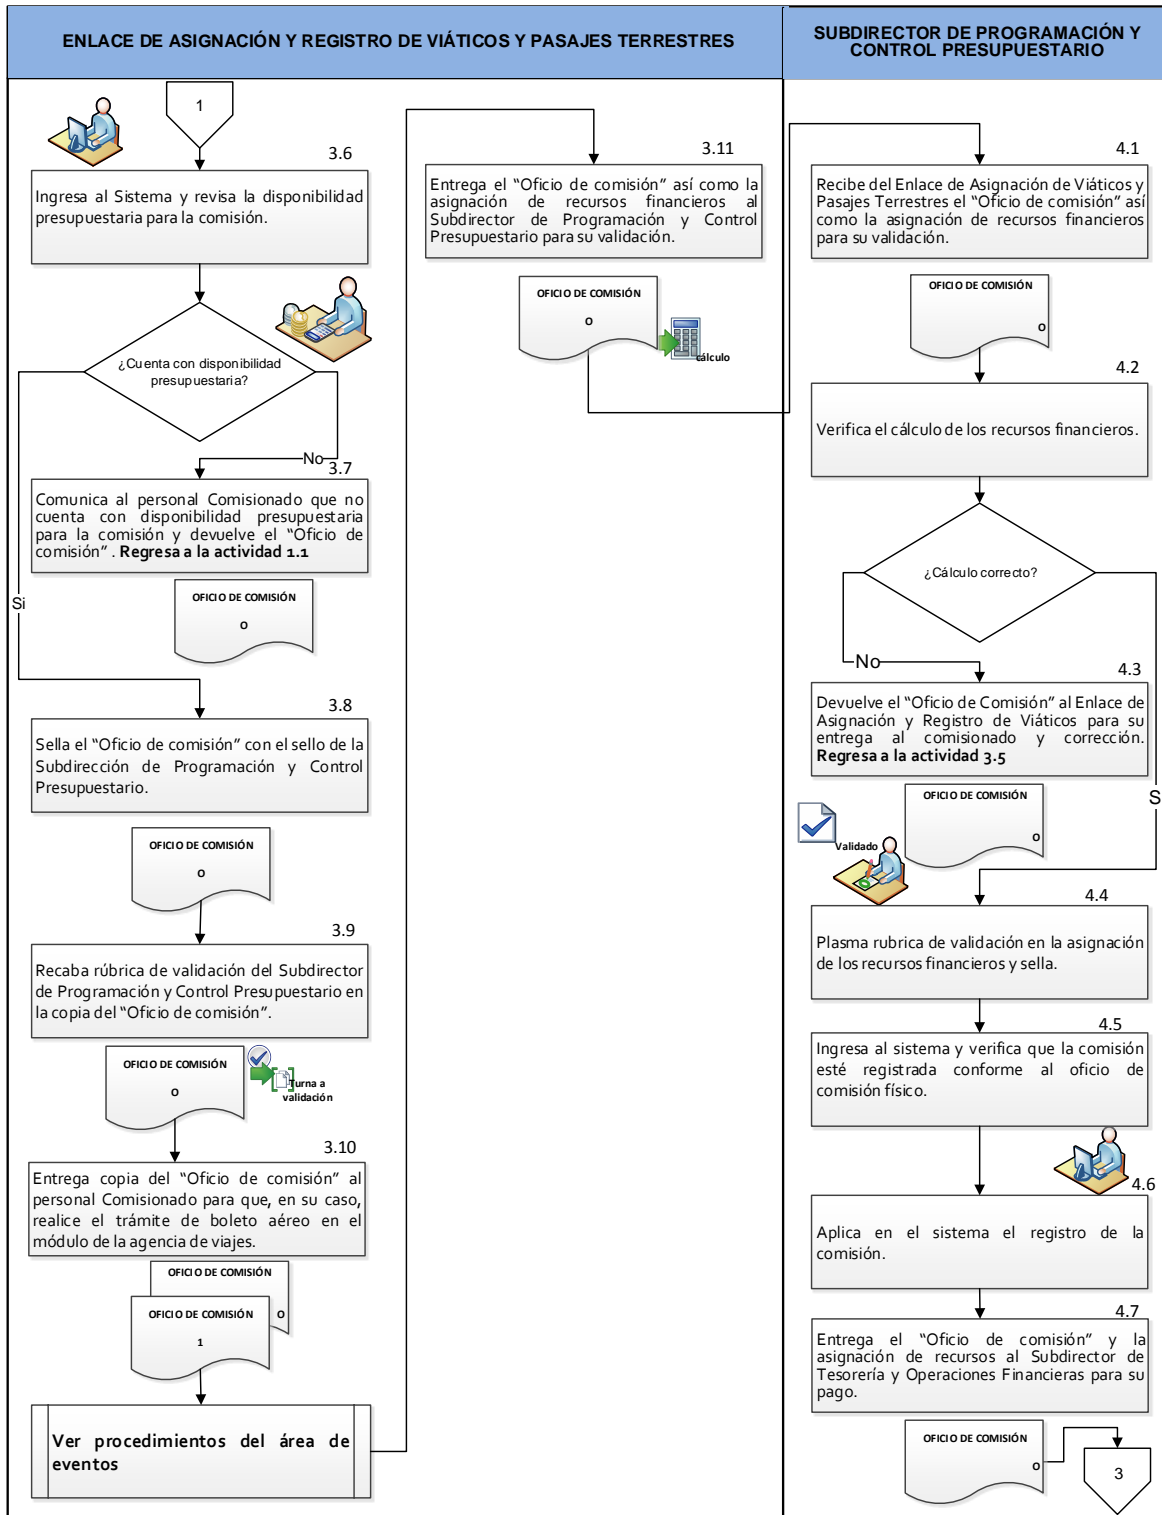 ENLACE DE ASIGNACIÓN Y REGISTRO DE VIÁTICOS Y PASAJES TERRESTRES
1
3.6
Ingresa al Sistema y revisa la disponibilidad
presupuestaria para la comisión.
¿Cuenta con disponibilidad
presupuestaria?
No
Si
3.7
Comunica al personal Comisionado que no
cuenta con disponibilidad presupuestaria
para la comisión y devuelve el "Oficio de
comisión" . Regresa a la actividad 1.1
OFICIO DE COMISIÓN
O
3.8
Sella el "Oficio de comisión" con el sello de la
Subdirección de Programación y Control
Presupuestario.
OFICIO DE COMISIÓN
O
3.9
Recaba rúbrica de validación del Subdirector
de Programación y Control Presupuestario en
la copia del "Oficio de comisión".
OFICIO DE COMISIÓN
O
Turna a
validación
3.10
Entrega copia del "Oficio de comisión" al
personal Comisionado para que, en su caso,
realice el trámite de boleto aéreo en el
módulo de la agencia de viajes.
OFICIO DE COMISIÓN
O
OFICIO DE COMISIÓN
1
Ver procedimientos del área de
eventos
3.11
Entrega el "Oficio de comisión" así como la
asignación de recursos financieros al
Subdirector de Programación y Control
Presupuestario para su validación.
OFICIO DE COMISIÓN
O
cálculo
SUBDIRECTOR DE PROGRAMACIÓN Y
CONTROL PRESUPUESTARIO
4.1
Recibe del Enlace de Asignación de Viáticos y
Pasajes Terrestres el "Oficio de comisión" así
como la asignación de recursos financieros
para su validación.
OFICIO DE COMISIÓN
O
4.2
Verifica el cálculo de los recursos financieros.
¿Cálculo correcto?
No
S
4.3
Devuelve el "Oficio de Comisión" al Enlace de
Asignación y Registro de Viáticos para su
entrega al comisionado y corrección.
Regresa a la actividad 3.5
OFICIO DE COMISIÓN
O
Validado
4.4
Plasma rubrica de validación en la asignación
de los recursos financieros y sella.
4.5
Ingresa al sistema y verifica que la comisión
esté registrada conforme al oficio de
comisión físico.
4.6
Aplica en el sistema el registro de la
comisión.
4.7
Entrega el "Oficio de comisión" y la
asignación de recursos al Subdirector de
Tesorería y Operaciones Financieras para su
pago.
OFICIO DE COMISIÓN
O
3